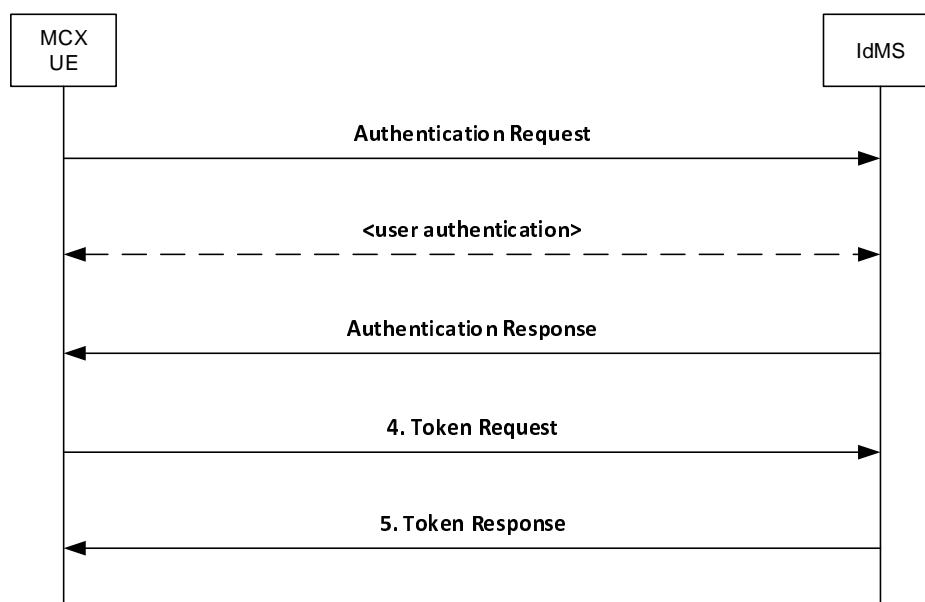 MCX
UE
IdMS
Authentication Request
<user authentication>
Authentication Response
4. Token Request
5. Token Response